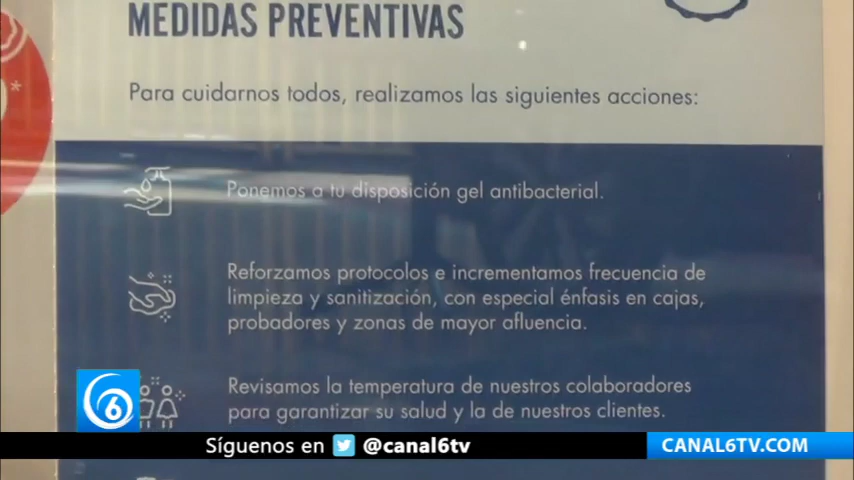 MEDIDAS PREVENTIVAS
Para cuidarnos todos, realizamos las siguientes acciones:
Ponemos a tu disposición gel antibacterial.
Reforzamos protocolos e incrementamos frecuencia de
limpieza y sanitización, con especial énfasis en cajas,
probadores y zonas de mayor afluencia.
Revisamos la temperatura de nuestros colaboradores
para garantizar su salud y la de nuestros clientes.
6
Síguenos en @canal6tv
CANAL6TV.COM